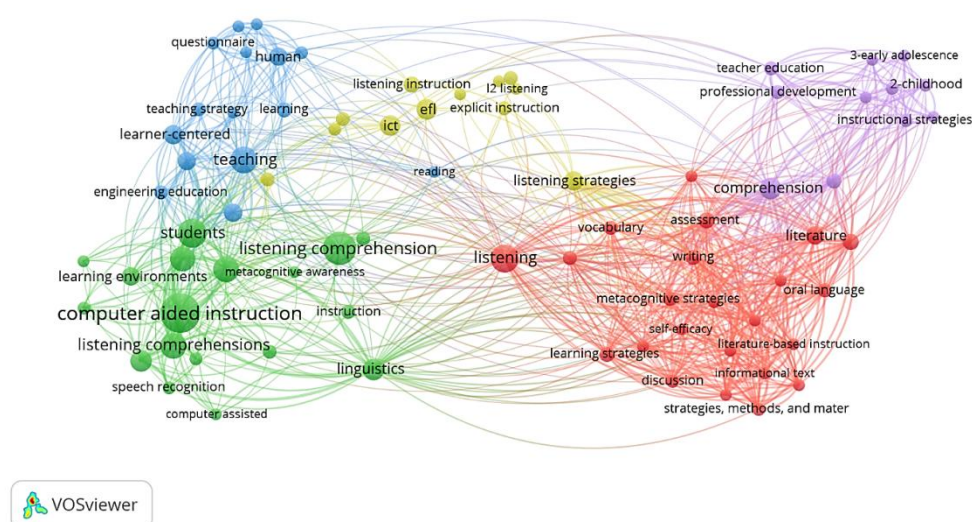 questionnaire
human
teaching strategy
learning
learner-centered
teaching
engineering education
listening instruction
l2 listening
efl
explicit instruction
ict
reading
listening strategies
teacher education
3-early adolescence
professional development
2-childhood
instructional strategies
comprehension
students
listening comprehension
learning environments
metacognitive awareness
computer aided instruction
instruction
listening comprehensions
linguistics
speech recognition
computer assisted
listening
vocabulary
assessment
literature
writing
oral language
metacognitive strategies
self-efficacy
literature-based instruction
learning strategies
informational text
discussion
strategies, methods, and mater
VOSviewer